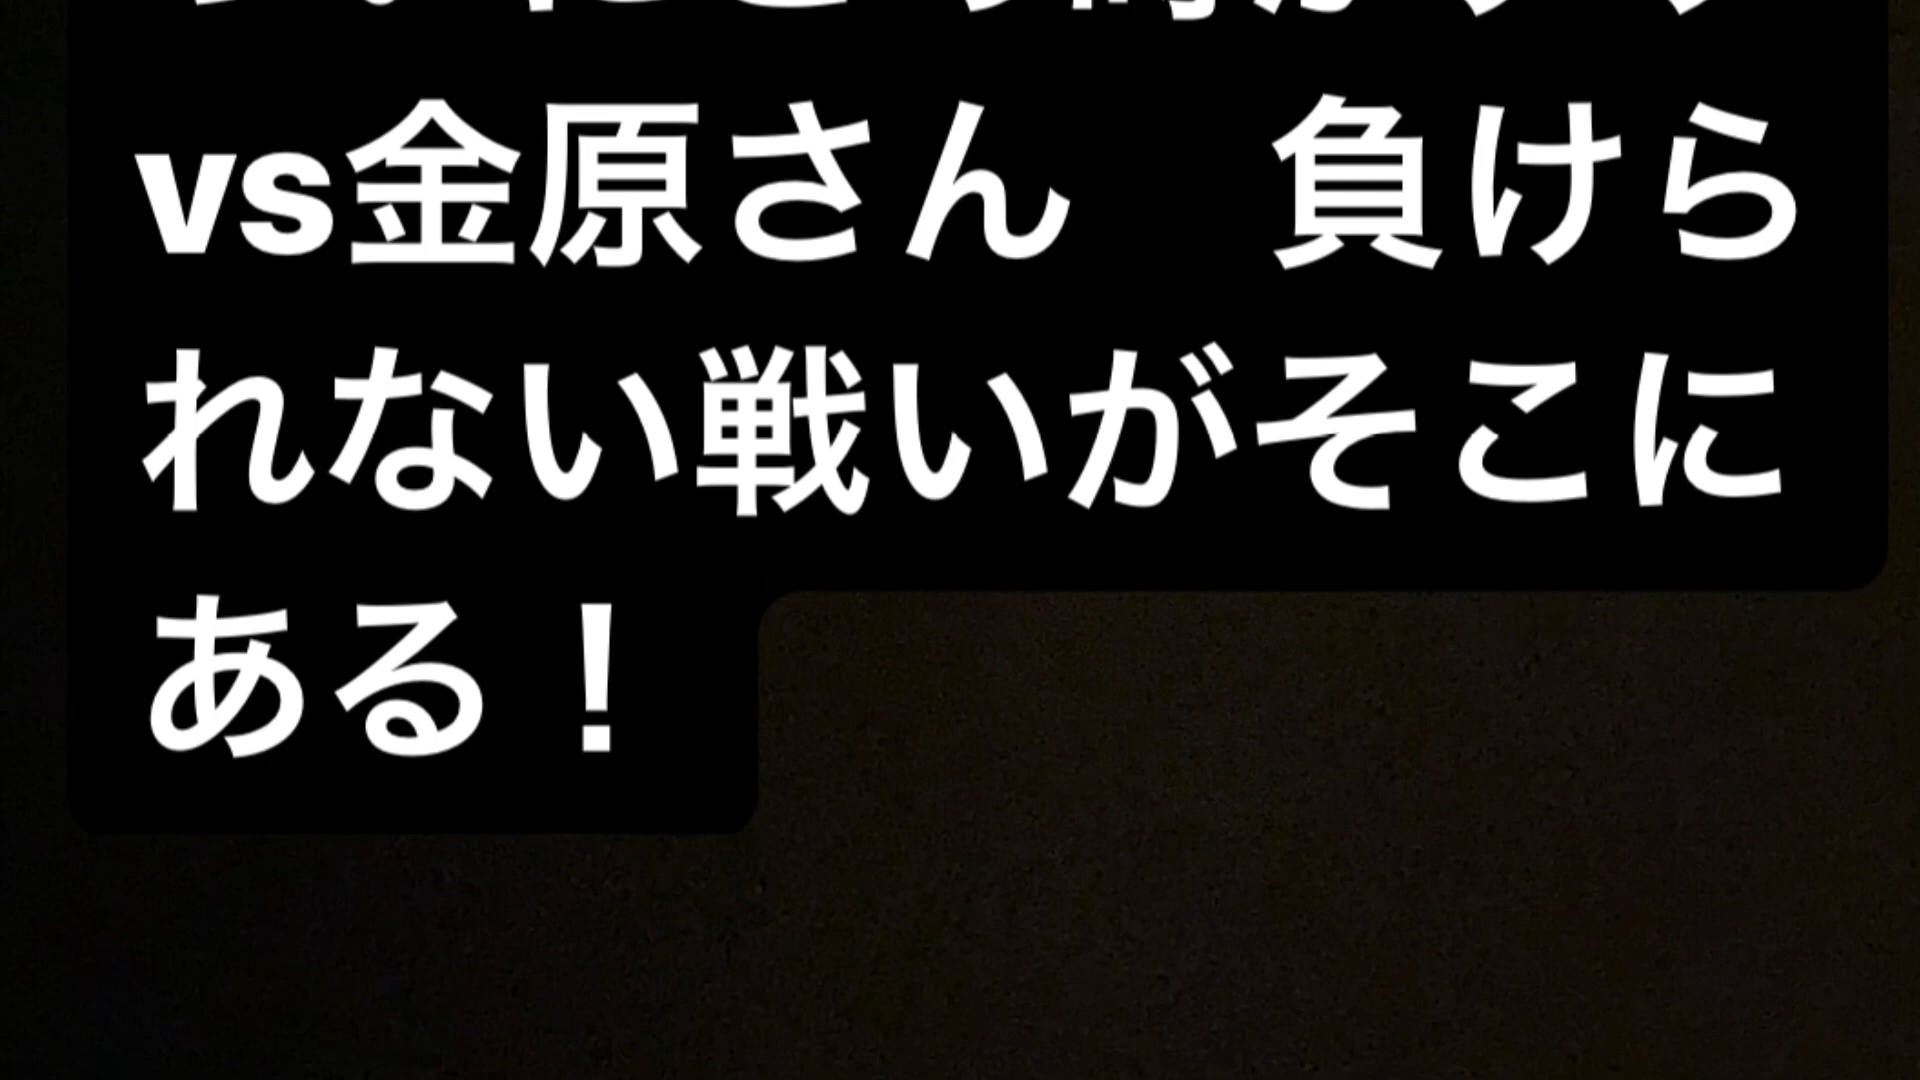 vs金原さん　負けら
れない戦いがそこに
ある！